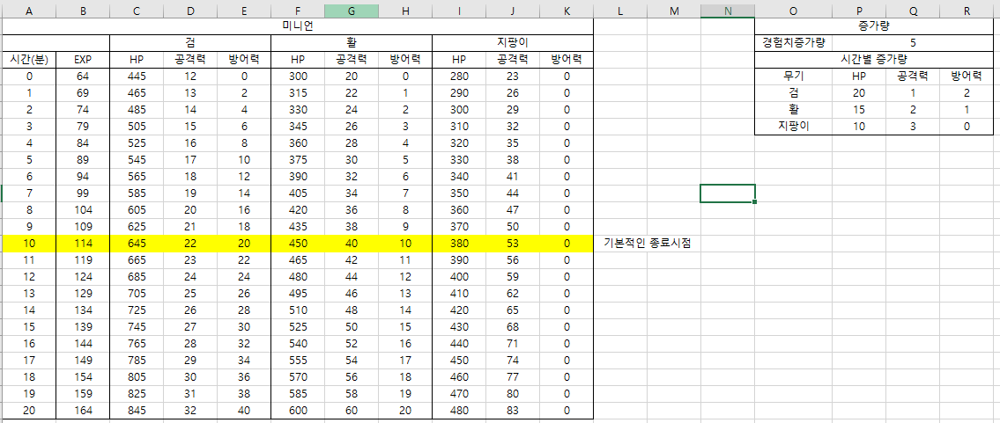 A B C D E F G H I J K L M N O P Q R
미니언 증가량
검 활 지팡이 경험치증가량 5
시간(분) EXP HP 공격력 방어력 HP 공격력 방어력 HP 공격력 방어력 시간별 증가량
0 64 445 12 0 300 20 0 280 23 0 무기 HP 공격력 방어력
1 69 465 13 2 315 22 1 290 26 0 검 20 1 2
2 74 485 14 4 330 24 2 300 29 0 활 15 2 1
3 79 505 15 6 345 26 3 310 32 0 지팡이 10 3 0
4 84 525 16 8 360 28 4 320 35 0
5 89 545 17 10 375 30 5 330 38 0
6 94 565 18 12 390 32 6 340 41 0
7 99 585 19 14 405 34 7 350 44 0
8 104 605 20 16 420 36 8 360 47 0
9 109 625 21 18 435 38 9 370 50 0
10 114 645 22 20 450 40 10 380 53 0 기본적인 종료시점
11 119 665 23 22 465 42 11 390 56 0
12 124 685 24 24 480 44 12 400 59 0
13 129 705 25 26 495 46 13 410 62 0
14 134 725 26 28 510 48 14 420 65 0
15 139 745 27 30 525 50 15 430 68 0
16 144 765 28 32 540 52 16 440 71 0
17 149 785 29 34 555 54 17 450 74 0
18 154 805 30 36 570 56 18 460 77 0
19 159 825 31 38 585 58 19 470 80 0
20 164 845 32 40 600 60 20 480 83 0